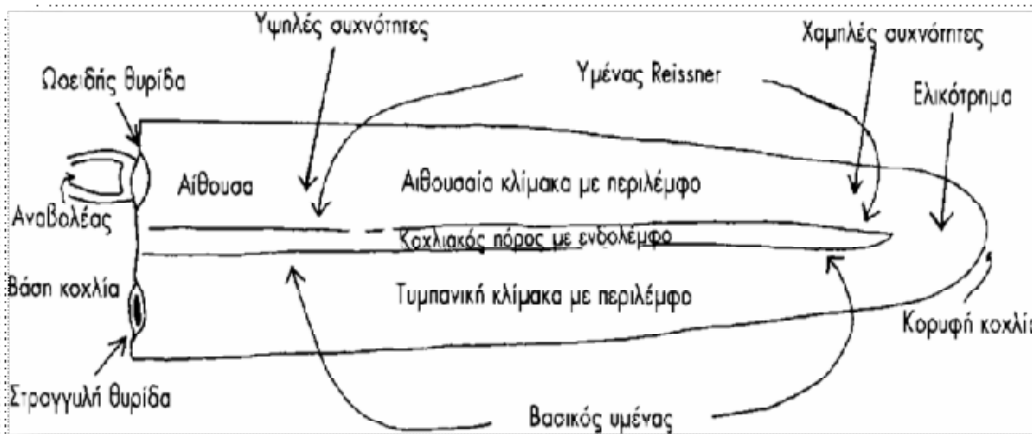 Υψηλές συχνότητες
Χαμηλές συχνότητες
Ωοειδής θυρίδα
Υμένας Reissner
Ελικότρημα
Αίθουσα
Αιθουσαία κλίμακα με περιλέμφο
Αναβολέας
Κοχλιακός πόρος με ενδολέμφο
Βάση κοχλία
Τυμπανική κλίμακα με περιλέμφο
Κορυφή κοχλία
Στρογγυλή θυρίδα
Βασικός υμένας